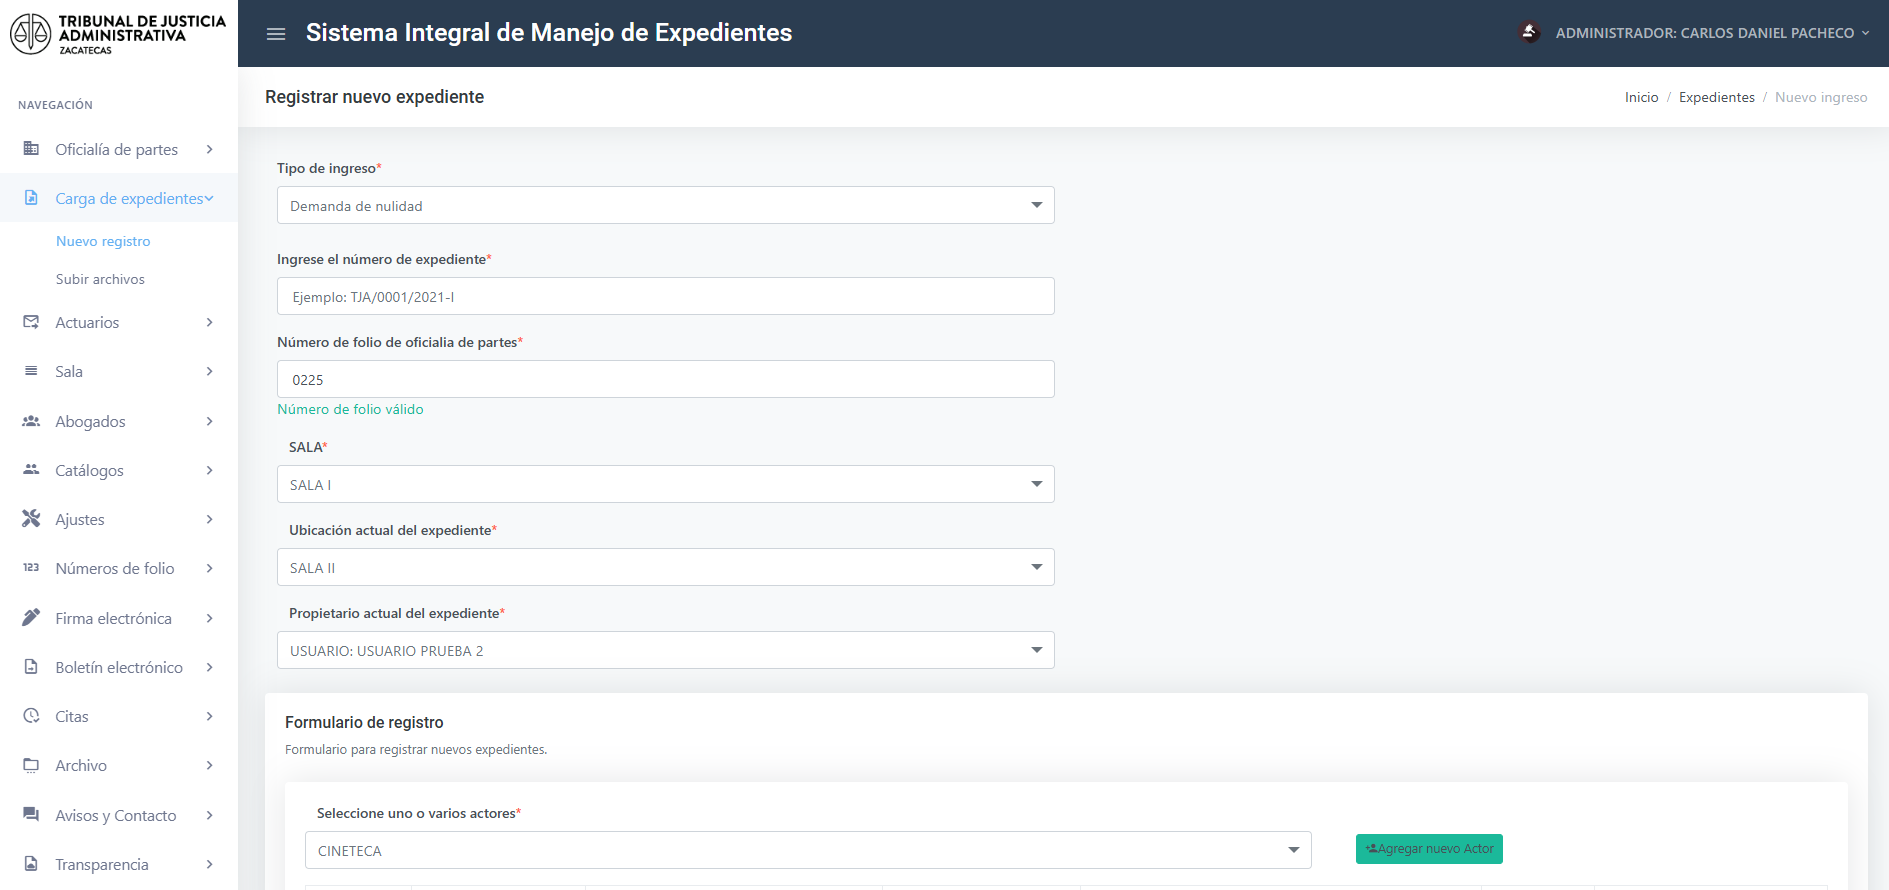 TRIBUNAL DE JUSTICIA
ADMINISTRATIVA
ZACATECAS
Sistema Integral de Manejo de Expedientes
ADMINISTRADOR: CARLOS DANIEL PACHECO
NAVEGACIÓN
Oficialía de partes
Carga de expedientes
Nuevo registro
Subir archivos
Actuarios
Sala
Abogados
Catálogos
Ajustes
123 Números de folio
Firma electrónica
Boletín electrónico
Citas
Archivo
Avisos y Contacto
Transparencia
Registrar nuevo expediente
Inicio / Expedientes / Nuevo ingreso
Tipo de ingreso*
Demanda de nulidad
Ingrese el número de expediente*
Ejemplo: TJA/0001/2021-I
Número de folio de oficialia de partes*
0225
Número de folio válido
SALA*
SALA I
Ubicación actual del expediente*
SALA II
Propietario actual del expediente*
USUARIO: USUARIO PRUEBA 2
Formulario de registro
Formulario para registrar nuevos expedientes.
Seleccione uno o varios actores*
CINETECA
Agregar nuevo Actor